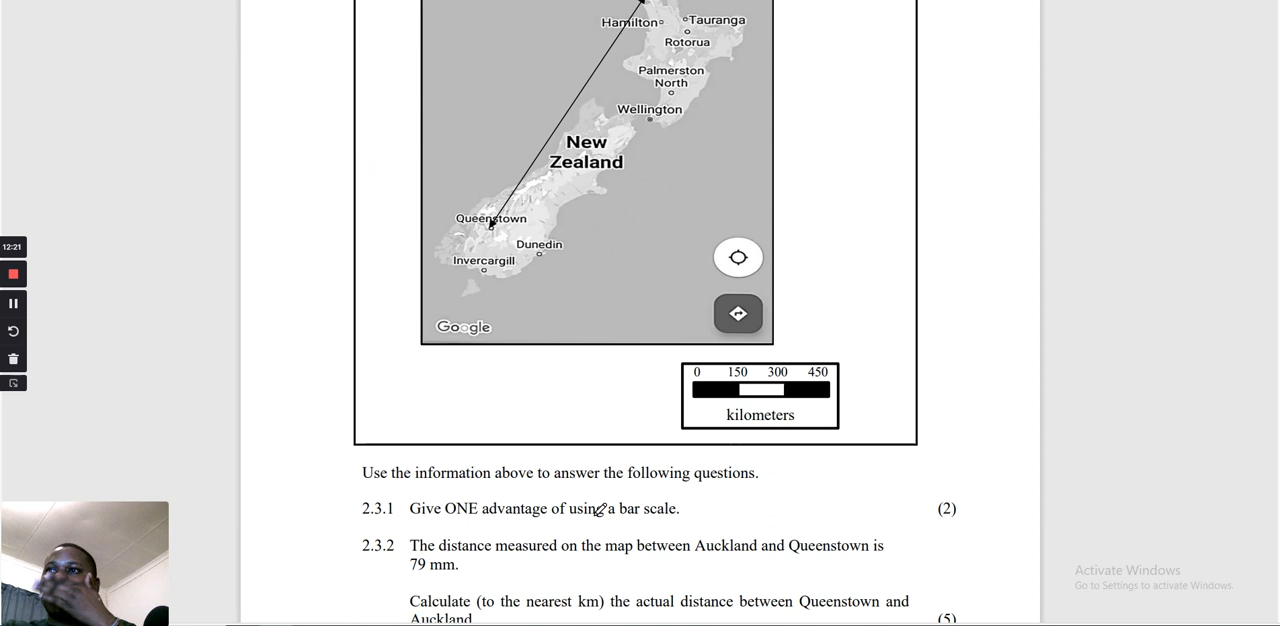 Hamilton
Tauranga
Rotorua
Palmerston
North
Wellington
New
Zealand
Queenstown
Dunedin
Invercargill
Google
0 150 300 450
kilometers
12:21
Use the information above to answer the following questions.
2.3.1 Give ONE advantage of using a bar scale. (2)
2.3.2 The distance measured on the map between Auckland and Queenstown is
79 mm.
Calculate (to the nearest km) the actual distance between Queenstown and
Auckland (5)
Activate Windows
Go to Settings to activate Windows.